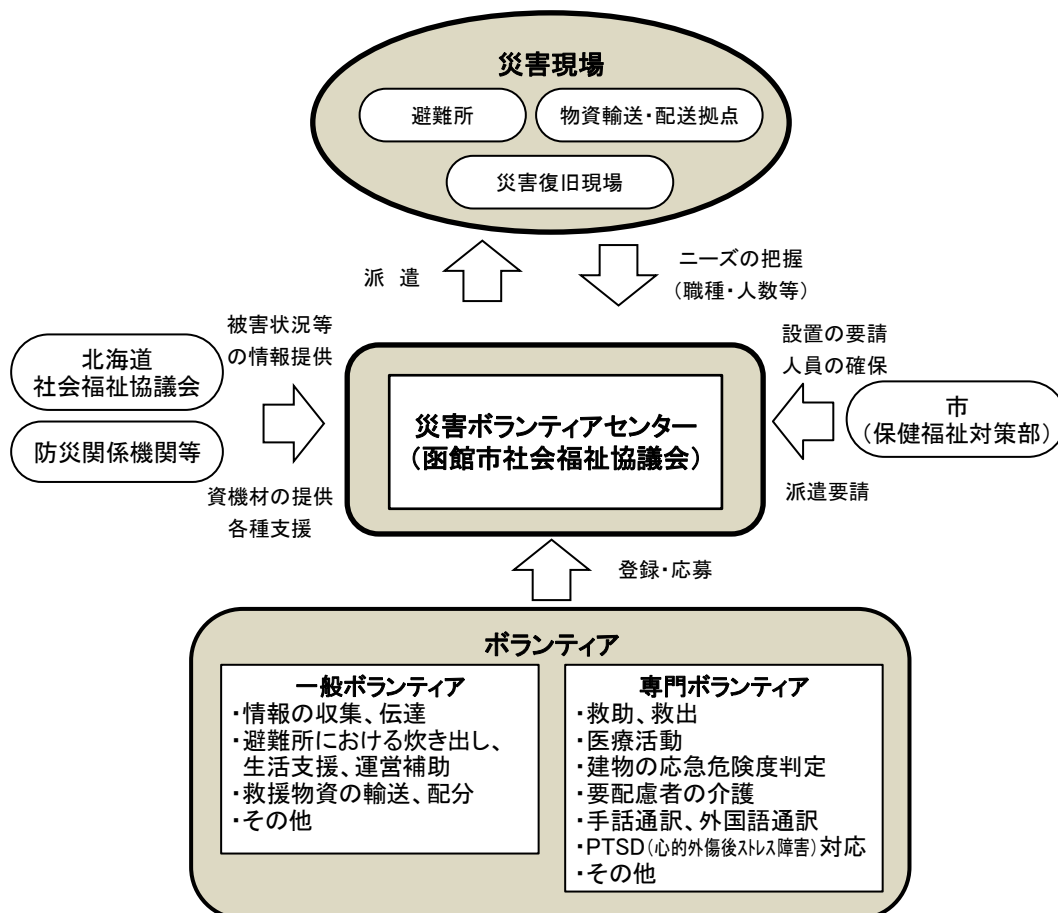 災害現場
避難所
物資輸送・配送拠点
災害復旧現場
派 遣
ニーズの把握
（職種・人数等）
被害状況等
の情報提供
北海道
社会福祉協議会
防災関係機関等
資機材の提供
各種支援
災害ボランティアセンター
（函館市社会福祉協議会）
設置の要請
人員の確保
市
（保健福祉対策部）
派遣要請
登録・応募
ボランティア
一般ボランティア
・情報の収集、伝達
・避難所における炊き出し、
生活支援、運営補助
・救援物資の輸送、配分
・その他
専門ボランティア
・救助、救出
・医療活動
・建物の応急危険度判定
・要配慮者の介護
・手話通訳、外国語通訳
・PTSD（心的外傷後ストレス障害）対応
・その他